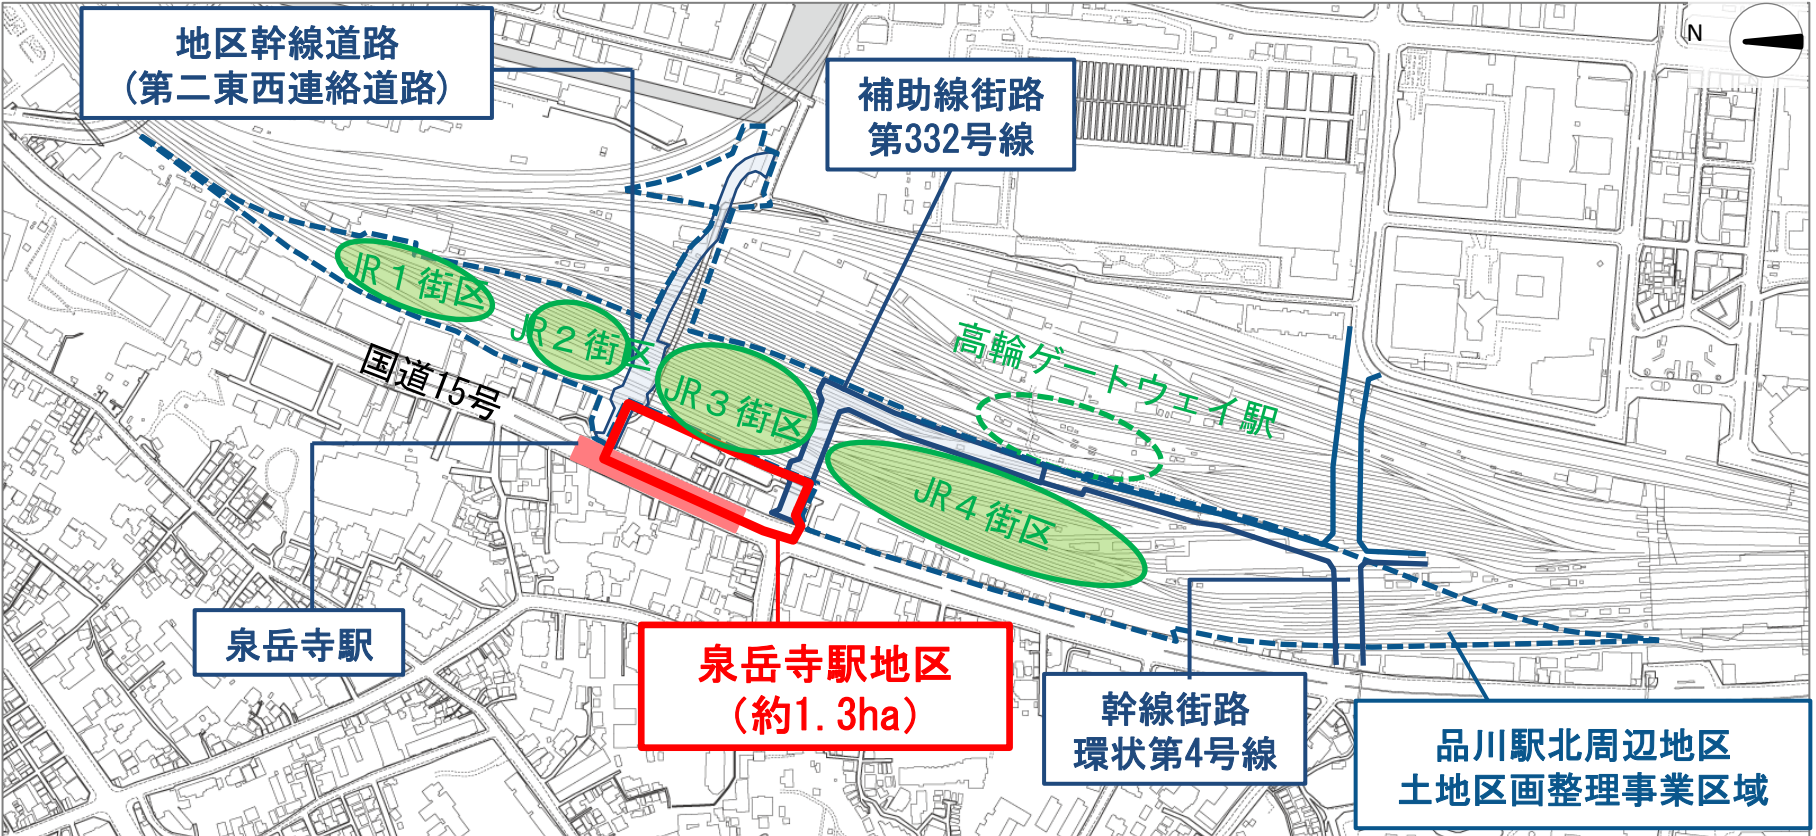 地区幹線道路
(第二東西連絡道路)
補助線街路
第332号線
N
JR１街区
JR２街区
JR３街区
JR４街区
高輪ゲートウェイ駅
国道15号
泉岳寺駅
泉岳寺駅地区
(約1.3ha)
幹線街路
環状第4号線
品川駅北周辺地区
土地区画整理事業区域